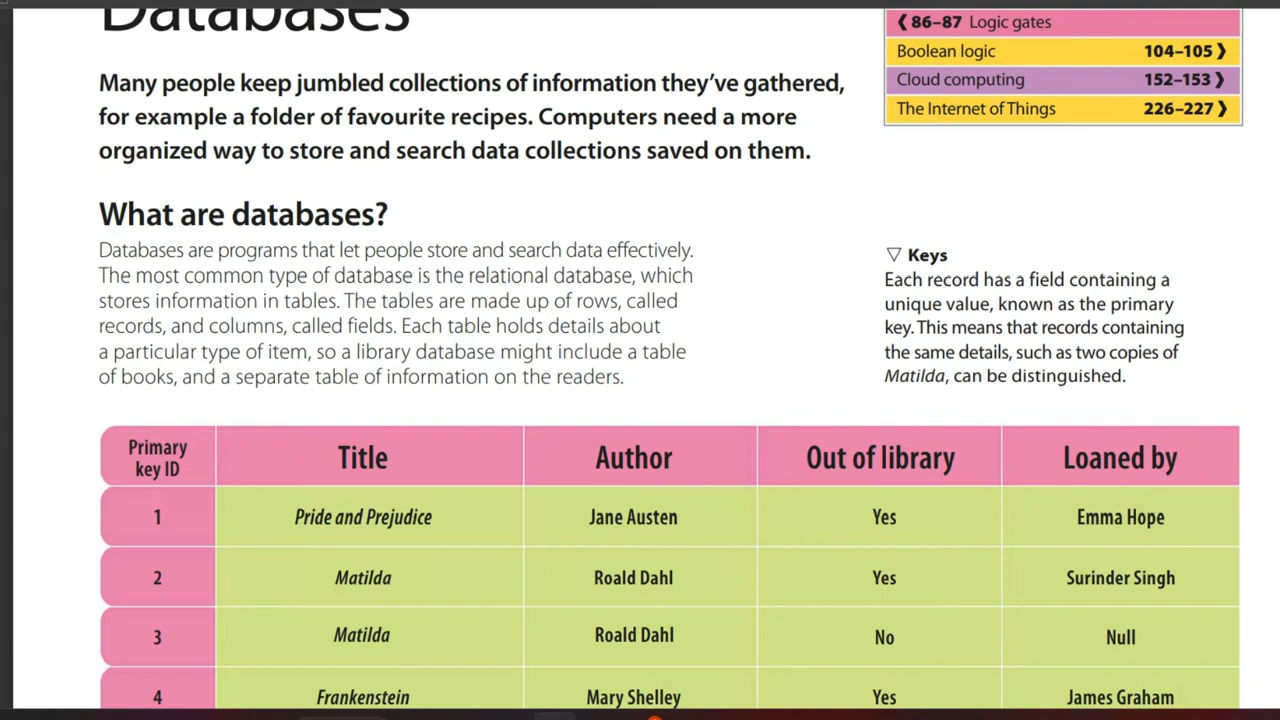 Databases
❰ 86–87 Logic gates
Boolean logic 104–105 ❱
Cloud computing 152–153 ❱
The Internet of Things 226–227 ❱
Many people keep jumbled collections of information they’ve gathered,
for example a folder of favourite recipes. Computers need a more
organized way to store and search data collections saved on them.
What are databases?
Databases are programs that let people store and search data effectively.
The most common type of database is the relational database, which
stores information in tables. The tables are made up of rows, called
records, and columns, called fields. Each table holds details about
a particular type of item, so a library database might include a table
of books, and a separate table of information on the readers.
▽ Keys
Each record has a field containing a
unique value, known as the primary
key. This means that records containing
the same details, such as two copies of
Matilda, can be distinguished.
Primary
key ID
Title Author Out of library Loaned by
1 Pride and Prejudice Jane Austen Yes Emma Hope
2 Matilda Roald Dahl Yes Surinder Singh
3 Matilda Roald Dahl No Null
4 Frankenstein Mary Shelley Yes James Graham